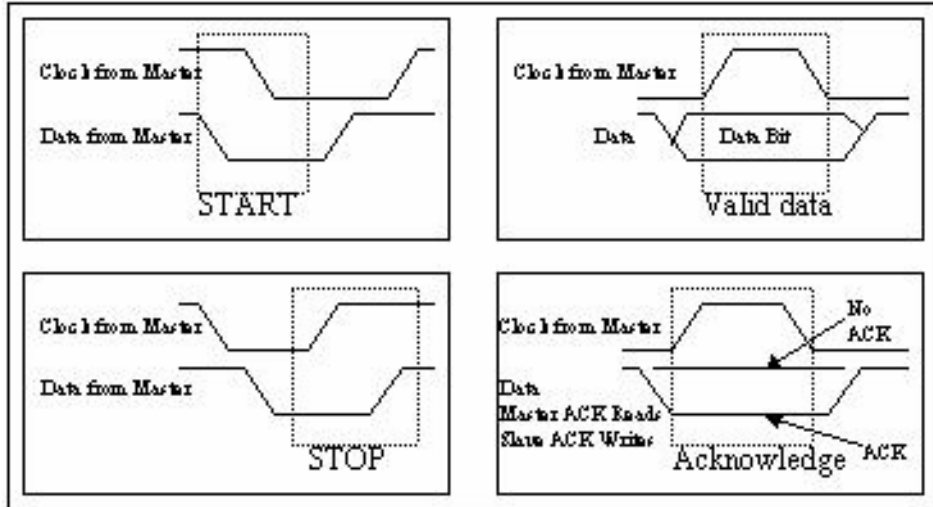 Clock from Master
Data from Master
START
Clock from Master
Data
Data Bit
Valid data
Clock from Master
Data from Master
STOP
Clock from Master
No
ACK
Data
Master ACK Reads
Slave ACK Writes
ACK
Acknowledge